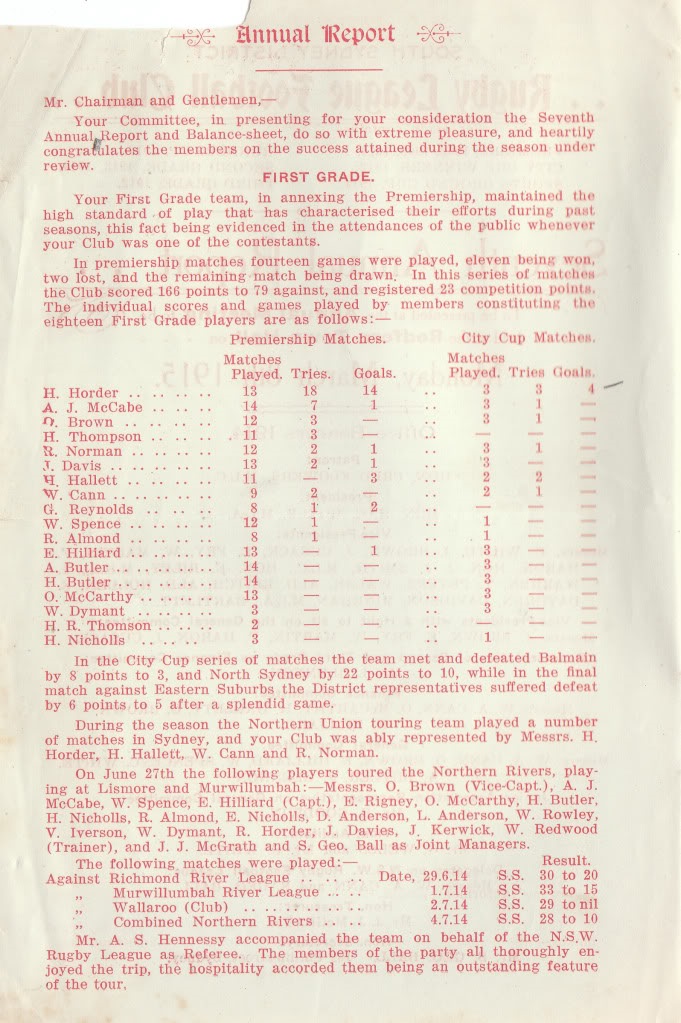 Annual Report
Mr. Chairman and Gentlemen,—
Your Committee, in presenting for your consideration the Seventh
Annual Report and Balance-sheet, do so with extreme pleasure, and heartily
congratulates the members on the success attained during the season under
review.
FIRST GRADE.
Your First Grade team, in annexing the Premiership, maintained the
high standard of play that has characterised their efforts during past
seasons, this fact being evidenced in the attendances of the public whenever
your Club was one of the contestants.
In premiership matches fourteen games were played, eleven being won,
two lost, and the remaining match being drawn. In this series of matches
the Club scored 166 points to 79 against, and registered 23 competition points.
The individual scores and games played by members constituting the
eighteen First Grade players are as follows:—
Premiership Matches. City Cup Matches.
Matches Matches
Played. Tries. Goals. Played. Tries Goals.
H. Horder .. .. .. .. 13 18 14 .. 3 3 4
A. J. McCabe .. .. .. 14 7 1 .. 3 1 —
O. Brown .. .. .. .. 12 3 — .. 3 1 —
H. Thompson .. .. .. 11 3 — — — —
R. Norman .. .. .. .. 12 2 1 .. 3 1 —
J. Davis .. .. .. .. .. 13 2 1 .. 3 — —
H. Hallett .. .. .. .. 11 — 3 .. 2 2 —
W. Cann .. .. .. .. .. 9 2 — .. 2 1 —
G. Reynolds .. .. .. 8 1 2 .. — — —
W. Spence .. .. .. .. 12 1 — 1 — —
R. Almond .. .. .. .. 8 1 — .. 1 — —
E. Hilliard .. .. .. .. 13 — 1 .. 3 — —
A. Butler .. .. .. .. .. 14 — — .. 3 — —
H. Butler .. .. .. .. .. 14 — — .. 3 — —
O. McCarthy .. .. .. 13 — — .. 3 — —
W. Dymant .. .. .. .. 3 — — .. 3 — —
H. R. Thomson .. .. .. 2 — — — — —
H. Nicholls .. .. .. 3 — — .. 1 — —
In the City Cup series of matches the team met and defeated Balmain
by 8 points to 3, and North Sydney by 22 points to 10, while in the final
match against Eastern Suburbs the District representatives suffered defeat
by 6 points to 5 after a splendid game.
During the season the Northern Union touring team played a number
of matches in Sydney, and your Club was ably represented by Messrs. H.
Horder, H. Hallett, W. Cann and R. Norman.
On June 27th the following players toured the Northern Rivers, play-
ing at Lismore and Murwillumbah:—Messrs. O. Brown (Vice-Capt.), A. J.
McCabe, W. Spence, E. Hilliard (Capt.), E. Rigney, O. McCarthy, H. Butler,
H. Nicholls, R. Almond, E. Nicholls, D. Anderson, L. Anderson, W. Rowley,
V. Iverson, W. Dymant, R. Horder, J. Davies, J. Kerwick, W. Redwood
(Trainer), and J. J. McGrath and S. Geo. Ball as Joint Managers.
The following matches were played:— Result.
Against Richmond River League .. .. .. Date, 29.6.14 S.S. 30 to 20
„ Murwillumbah River League .. .. 1.7.14 S.S. 33 to 15
„ Wallaroo (Club) .. .. .. .. .. .. 2.7.14 S.S. 29 to nil
„ Combined Northern Rivers .. .. 4.7.14 S.S. 28 to 10
Mr. A. S. Hennessy accompanied the team on behalf of the N.S.W.
Rugby League as Referee. The members of the party all thoroughly en-
joyed the trip, the hospitality accorded them being an outstanding feature
of the tour.